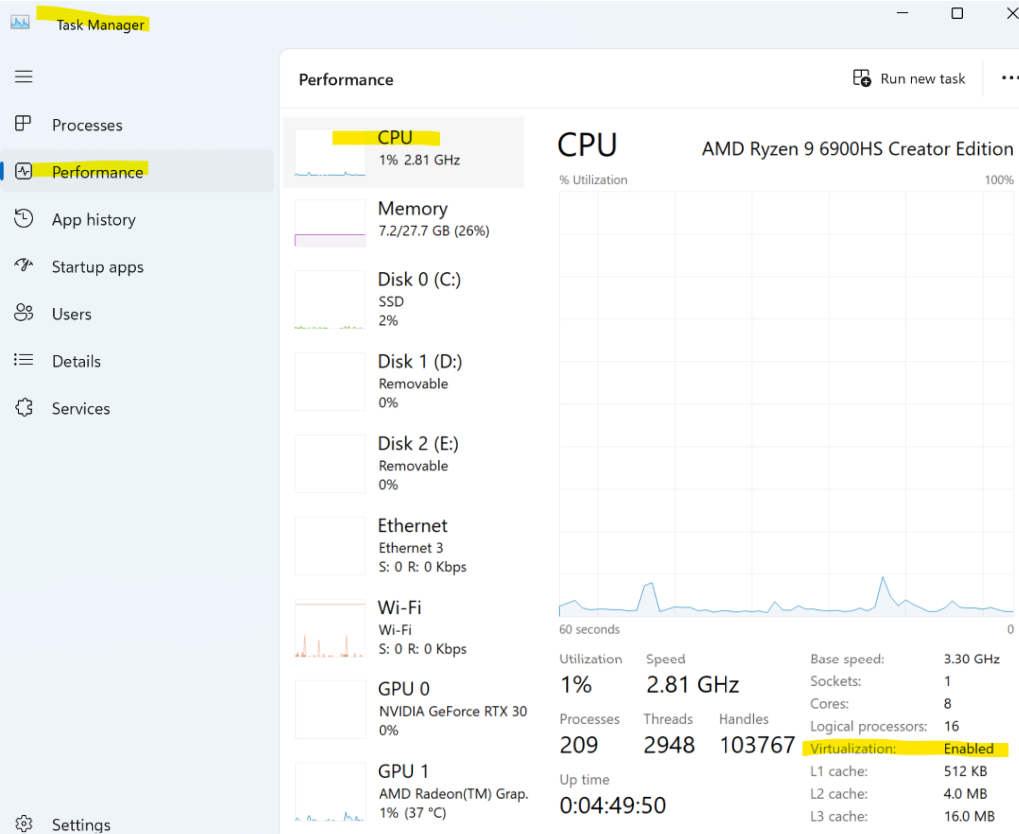 Task Manager
Performance
Run new task
Processes
Performance
App history
Startup apps
Users
Details
Services
Settings
CPU
1% 2.81 GHz
Memory
7.2/27.7 GB (26%)
Disk 0 (C:)
SSD
2%
Disk 1 (D:)
Removable
0%
Disk 2 (E:)
Removable
0%
Ethernet
Ethernet 3
S: 0 R: 0 Kbps
Wi-Fi
Wi-Fi
S: 0 R: 0 Kbps
GPU 0
NVIDIA GeForce RTX 30
0%
GPU 1
AMD Radeon(TM) Grap.
1% (37 °C)
CPU AMD Ryzen 9 6900HS Creator Edition
% Utilization 100%
60 seconds 0
Utilization Speed
1% 2.81 GHz
Processes Threads Handles
209 2948 103767
Up time
0:04:49:50
Base speed: 3.30 GHz
Sockets: 1
Cores: 8
Logical processors: 16
Virtualization: Enabled
L1 cache: 512 KB
L2 cache: 4.0 MB
L3 cache: 16.0 MB